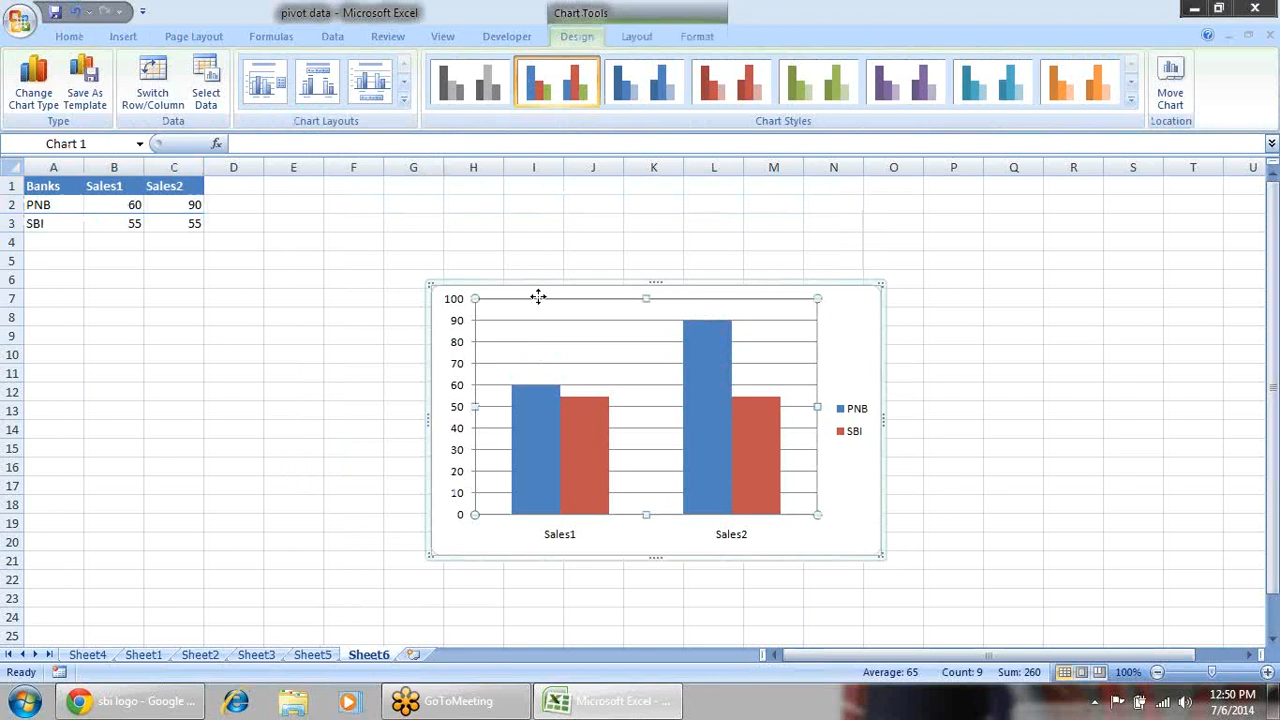 pivot data - Microsoft Excel
Chart Tools
Home Insert Page Layout Formulas Data Review View Developer Design Layout Format
Change Chart Type
Save As Template
Switch Row/Column
Select Data
Move Chart
Type Data Chart Layouts Chart Styles Location
Chart 1 fx
A B C D E F G H I J K L M N O P Q R S T U
1 Banks Sales1 Sales2
2 PNB 60 90
3 SBI 55 55
4
5
6
7
8
9
10
11
12
13
14
15
16
17
18
19
20
21
22
23
24
25
100
90
80
70
60
50
40
30
20
10
0
Sales1 Sales2
PNB
SBI
Sheet4 Sheet1 Sheet2 Sheet3 Sheet5 Sheet6
Ready Average: 65 Count: 9 Sum: 260 100%
sbi logo - Google ... GoToMeeting Microsoft Excel - ... 12:50 PM
7/6/2014